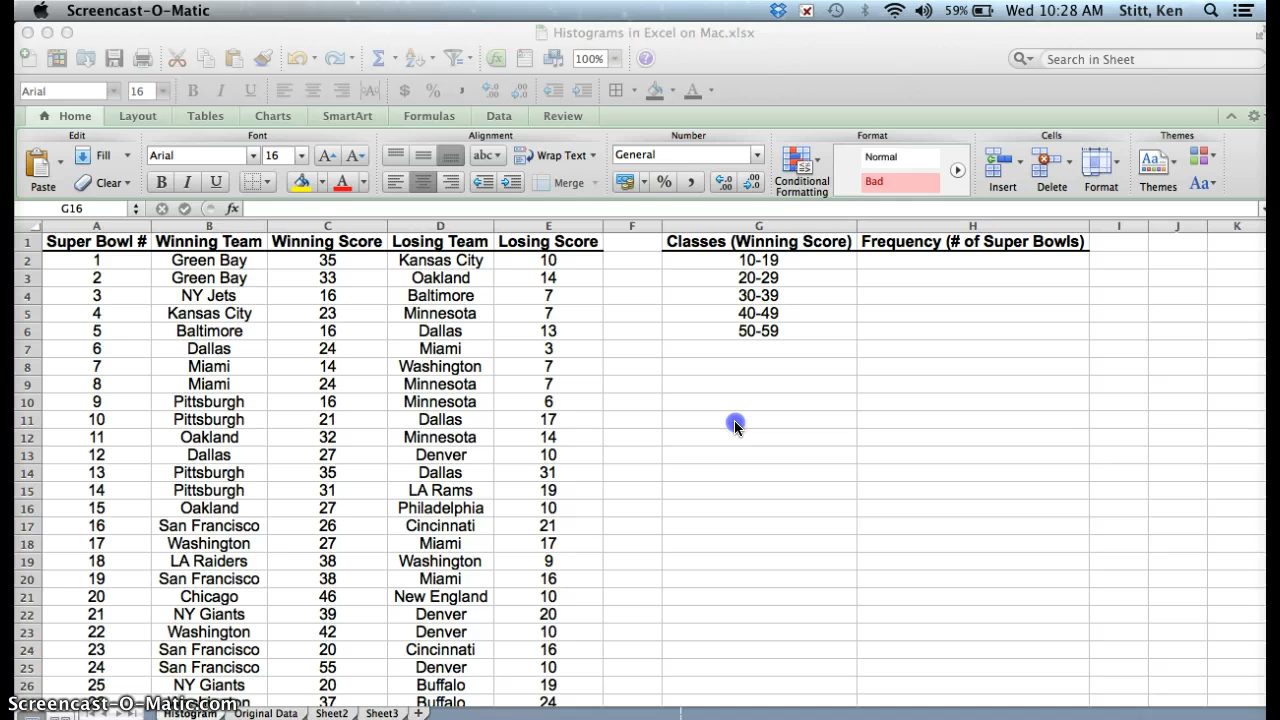 Screencast-O-Matic 59% Wed 10:28 AM Stitt, Ken
Histograms in Excel on Mac.xlsx
100% Search in Sheet
Arial 16 B I U
Home Layout Tables Charts SmartArt Formulas Data Review
Edit Font Alignment Number Format Cells Themes
Fill Arial 16 A A abc Wrap Text General Normal
Paste Clear B I U A Merge % Conditional Formatting Bad Insert Delete Format Themes Aa
G16 fx
A B C D E F G H I J K
1 Super Bowl # Winning Team Winning Score Losing Team Losing Score Classes (Winning Score) Frequency (# of Super Bowls)
2 1 Green Bay 35 Kansas City 10 10-19
3 2 Green Bay 33 Oakland 14 20-29
4 3 NY Jets 16 Baltimore 7 30-39
5 4 Kansas City 23 Minnesota 7 40-49
6 5 Baltimore 16 Dallas 13 50-59
7 6 Dallas 24 Miami 3
8 7 Miami 14 Washington 7
9 8 Miami 24 Minnesota 7
10 9 Pittsburgh 16 Minnesota 6
11 10 Pittsburgh 21 Dallas 17
12 11 Oakland 32 Minnesota 14
13 12 Dallas 27 Denver 10
14 13 Pittsburgh 35 Dallas 31
15 14 Pittsburgh 31 LA Rams 19
16 15 Oakland 27 Philadelphia 10
17 16 San Francisco 26 Cincinnati 21
18 17 Washington 27 Miami 17
19 18 LA Raiders 38 Washington 9
20 19 San Francisco 38 Miami 16
21 20 Chicago 46 New England 10
22 21 NY Giants 39 Denver 20
23 22 Washington 42 Denver 10
24 23 San Francisco 20 Cincinnati 16
25 24 San Francisco 55 Denver 10
26 25 NY Giants 20 Buffalo 19
37 Buffalo 24
Screencast-O-Matic.com
Histogram Original Data Sheet2 Sheet3 +